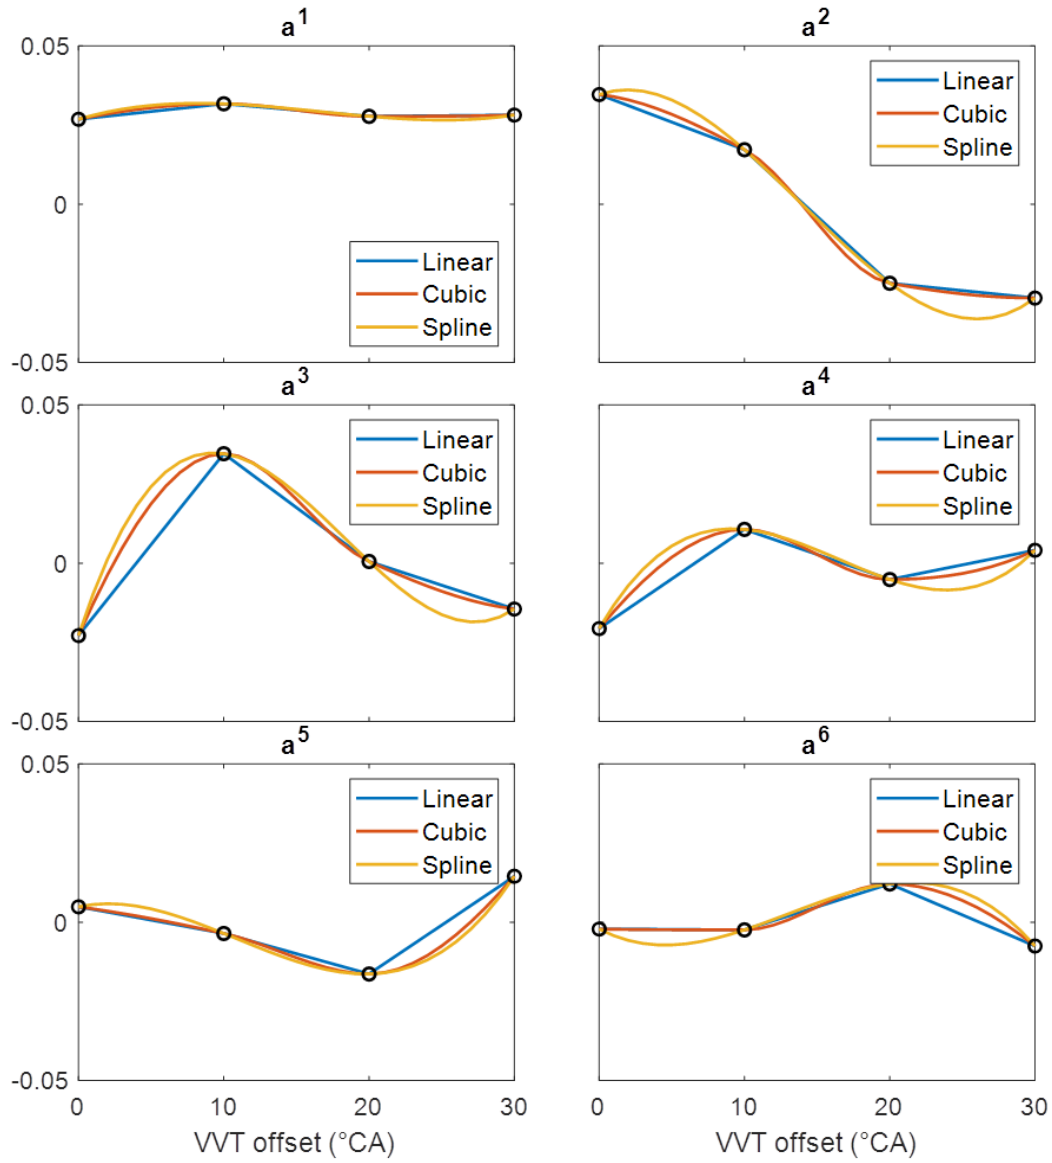 a1 a2
0.05
Linear
Cubic
Spline
0
Linear
Cubic
Spline
-0.05
a3 a4
0.05
Linear
Cubic
Spline
Linear
Cubic
Spline
0
-0.05
a5 a6
0.05
Linear
Cubic
Spline
Linear
Cubic
Spline
0
-0.05
0 10 20 30 0 10 20 30
VVT offset (°CA) VVT offset (°CA)